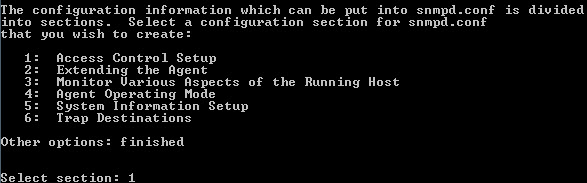 The configuration information which can be put into snmpd.conf is divided
into sections.  Select a configuration section for snmpd.conf
that you wish to create:
1:  Access Control Setup
2:  Extending the Agent
3:  Monitor Various Aspects of the Running Host
4:  Agent Operating Mode
5:  System Information Setup
6:  Trap Destinations
Other options: finished
Select section: 1